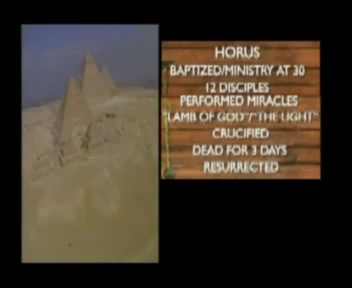 HORUS
BAPTIZED/MINISTRY AT 30
12 DISCIPLES
PERFORMED MIRACLES
"LAMB OF GOD"/"THE LIGHT"
CRUCIFIED
DEAD FOR 3 DAYS
RESURRECTED